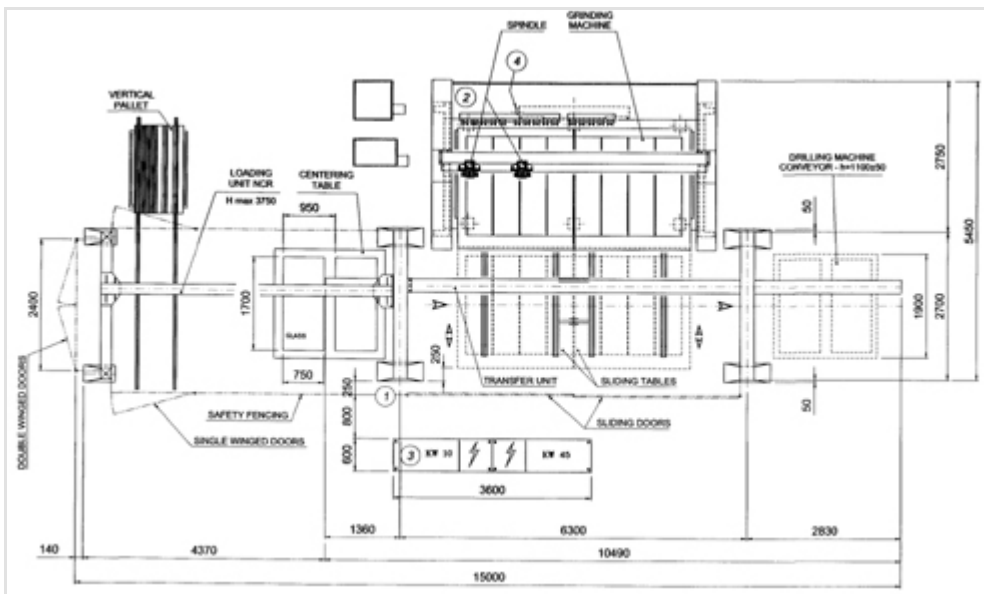 SPINDLE
GRINDING
MACHINE
4
2
VERTICAL
PALLET
LOADING
UNIT NCR
H max 3750
CENTERING
TABLE
950
DRILLING MACHINE
CONVEYOR - h=1100±50
50
2750
5450
2490
1700
GLASS
750
250
1900
2700
50
TRANSFER UNIT
SLIDING TABLES
1
250
800
600
SAFETY FENCING
SINGLE WINGED DOORS
DOUBLE WINGED DOORS
SLIDING DOORS
3
KW 10
KW 45
3600
1360
6300
2830
140
4370
10490
15000